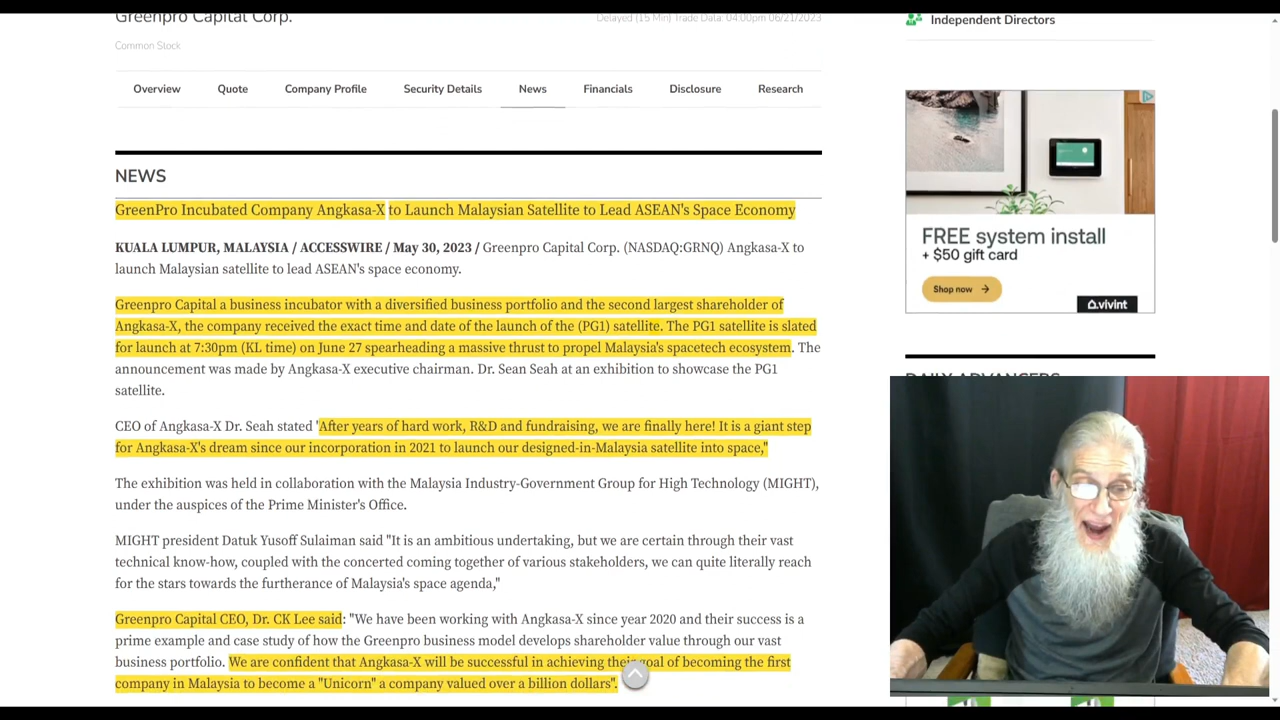 Greenpro Capital Corp.
Delayed (15 Min) Trade Data: 04:00pm 06/21/2023
Common Stock
Overview Quote Company Profile Security Details News Financials Disclosure Research
NEWS
GreenPro Incubated Company Angkasa-X to Launch Malaysian Satellite to Lead ASEAN's Space Economy
KUALA LUMPUR, MALAYSIA / ACCESSWIRE / May 30, 2023 / Greenpro Capital Corp. (NASDAQ:GRNQ) Angkasa-X to
launch Malaysian satellite to lead ASEAN's space economy.
Greenpro Capital a business incubator with a diversified business portfolio and the second largest shareholder of
Angkasa-X, the company received the exact time and date of the launch of the (PG1) satellite. The PG1 satellite is slated
for launch at 7:30pm (KL time) on June 27 spearheading a massive thrust to propel Malaysia's spacetech ecosystem. The
announcement was made by Angkasa-X executive chairman. Dr. Sean Seah at an exhibition to showcase the PG1
satellite.
CEO of Angkasa-X Dr. Seah stated 'After years of hard work, R&D and fundraising, we are finally here! It is a giant step
for Angkasa-X's dream since our incorporation in 2021 to launch our designed-in-Malaysia satellite into space,"
The exhibition was held in collaboration with the Malaysia Industry-Government Group for High Technology (MIGHT),
under the auspices of the Prime Minister's Office.
MIGHT president Datuk Yusoff Sulaiman said "It is an ambitious undertaking, but we are certain through their vast
technical know-how, coupled with the concerted coming together of various stakeholders, we can quite literally reach
for the stars towards the furtherance of Malaysia's space agenda,"
Greenpro Capital CEO, Dr. CK Lee said: "We have been working with Angkasa-X since year 2020 and their success is a
prime example and case study of how the Greenpro business model develops shareholder value through our vast
business portfolio. We are confident that Angkasa-X will be successful in achieving their goal of becoming the first
company in Malaysia to become a "Unicorn" a company valued over a billion dollars".
Independent Directors
FREE system install
+ $50 gift card
Shop now
vivint
DAILY ADVANCERS